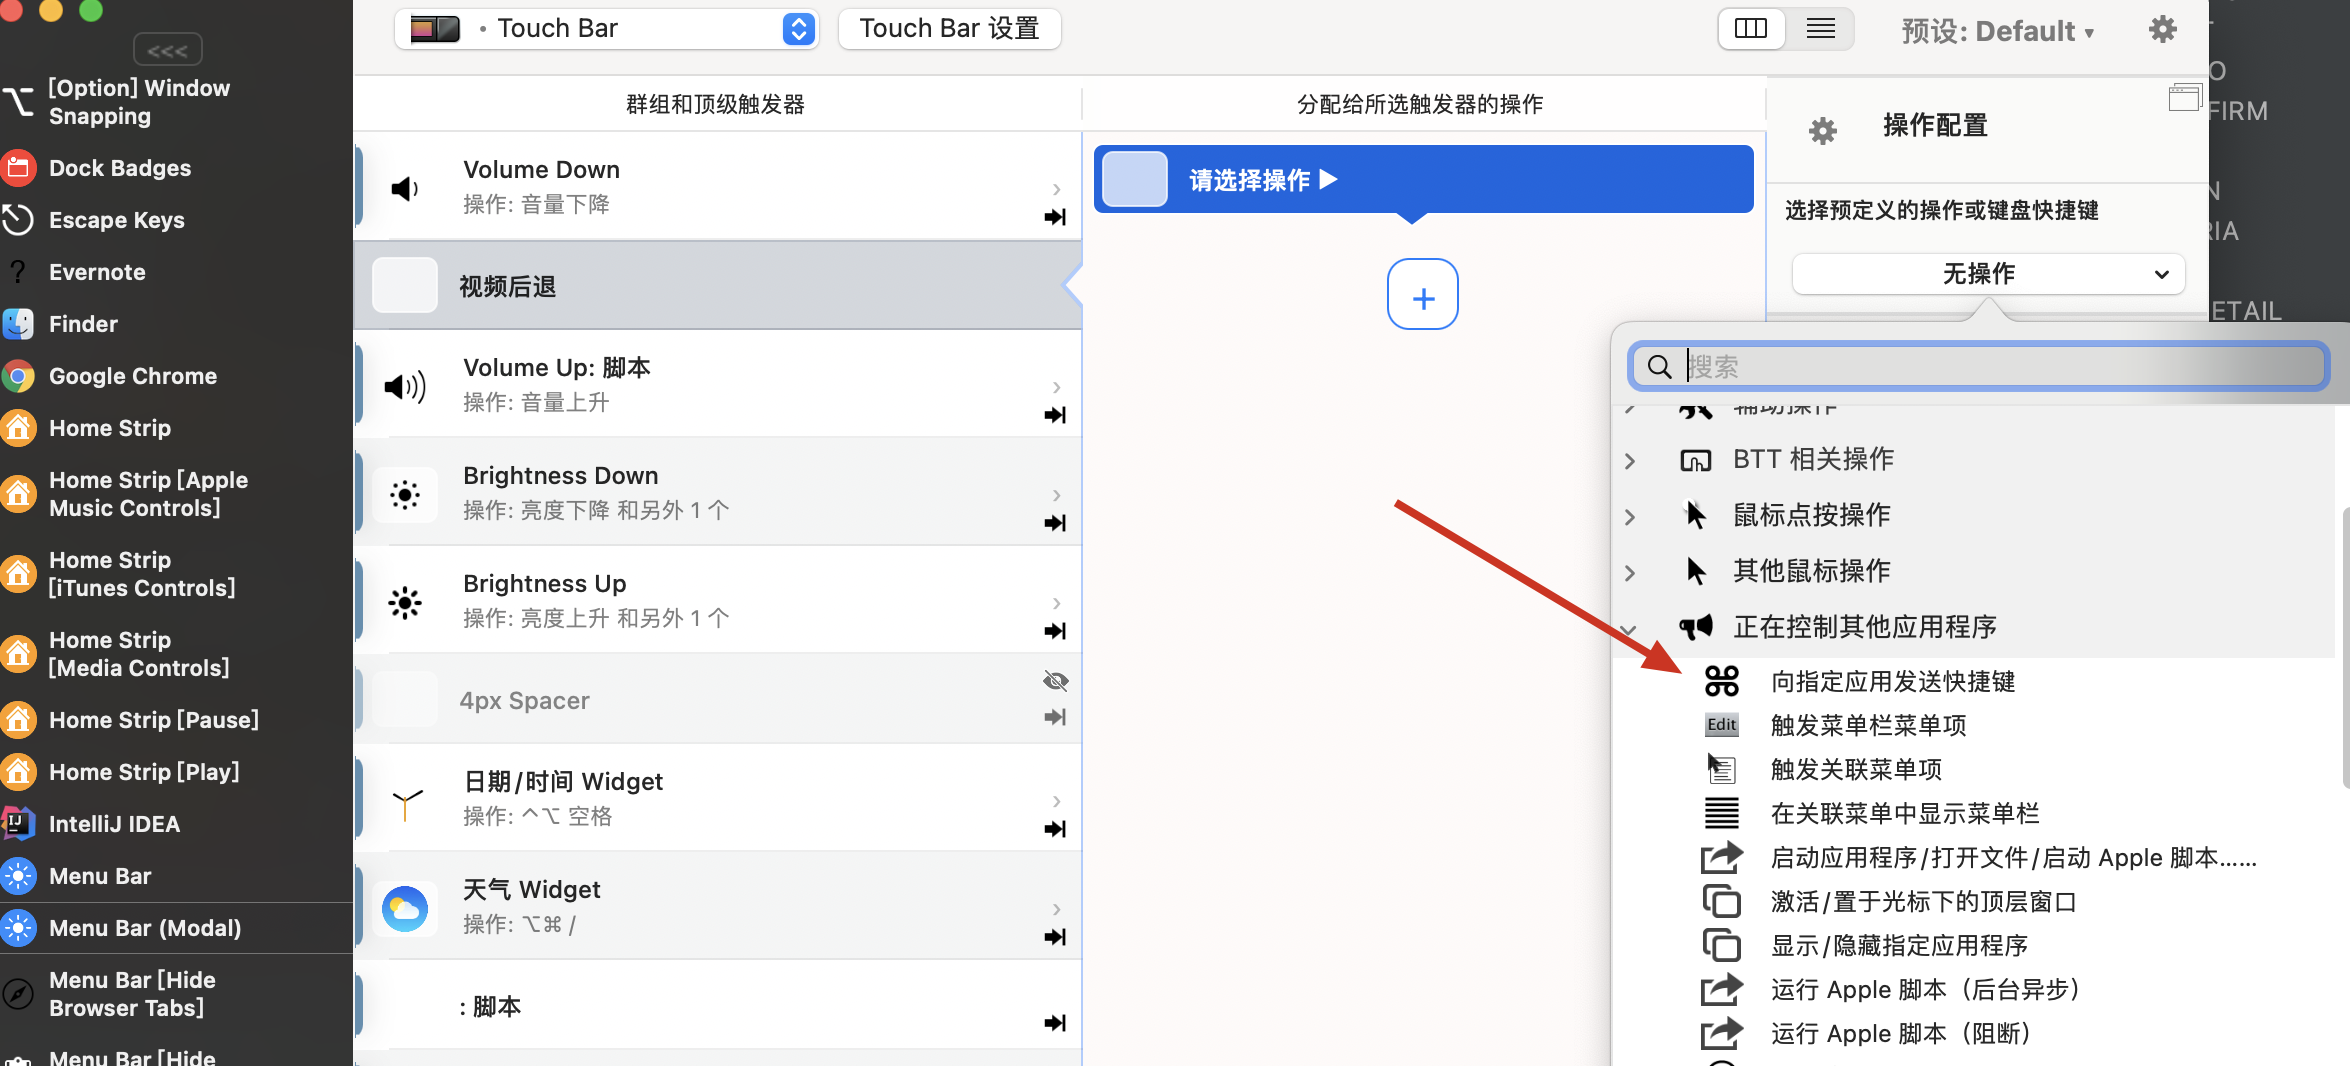 <<<
[Option] Window
Snapping
Dock Badges
Escape Keys
Evernote
Finder
Google Chrome
Home Strip
Home Strip [Apple
Music Controls]
Home Strip
[iTunes Controls]
Home Strip
[Media Controls]
Home Strip [Pause]
Home Strip [Play]
IntelliJ IDEA
Menu Bar
Menu Bar (Modal)
Menu Bar [Hide
Browser Tabs]
Menu Bar [Hide
• Touch Bar
Touch Bar 设置
预设: Default ▾
群组和顶级触发器
Volume Down
操作: 音量下降
视频后退
Volume Up: 脚本
操作: 音量上升
Brightness Down
操作: 亮度下降 和另外 1 个
Brightness Up
操作: 亮度上升 和另外 1 个
4px Spacer
日期/时间 Widget
操作: ^⌥ 空格
天气 Widget
操作: ⌥⌘ /
: 脚本
分配给所选触发器的操作
请选择操作 ▶
+
操作配置
选择预定义的操作或键盘快捷键
无操作
搜索
辅助操作
BTT 相关操作
鼠标点按操作
其他鼠标操作
正在控制其他应用程序
向指定应用发送快捷键
Edit 触发菜单栏菜单项
触发关联菜单项
在关联菜单中显示菜单栏
启动应用程序/打开文件/启动 Apple 脚本……
激活/置于光标下的顶层窗口
显示/隐藏指定应用程序
运行 Apple 脚本（后台异步）
运行 Apple 脚本（阻断）
O
FIRM
N
RIA
ETAIL